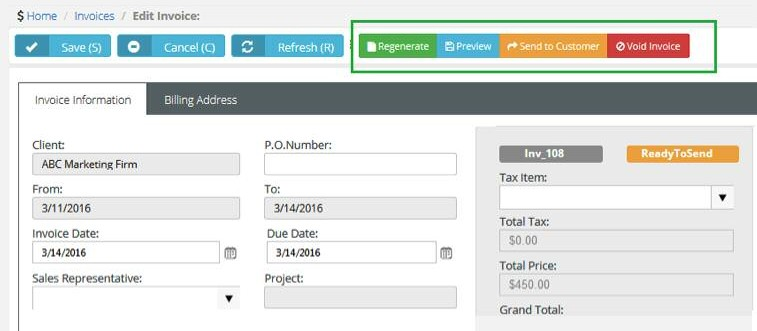 $ Home / Invoices / Edit Invoice:
Save (S) Cancel (C) Refresh (R) Regenerate Preview Send to Customer Void Invoice
Invoice Information Billing Address
Client: P.O.Number:
ABC Marketing Firm Inv_108 ReadyToSend
Tax Item:
From: To:
3/11/2016 3/14/2016
Total Tax:
Invoice Date: Due Date:
$0.00
3/14/2016 3/14/2016
Total Price:
Sales Representative: Project:
$450.00
Grand Total: